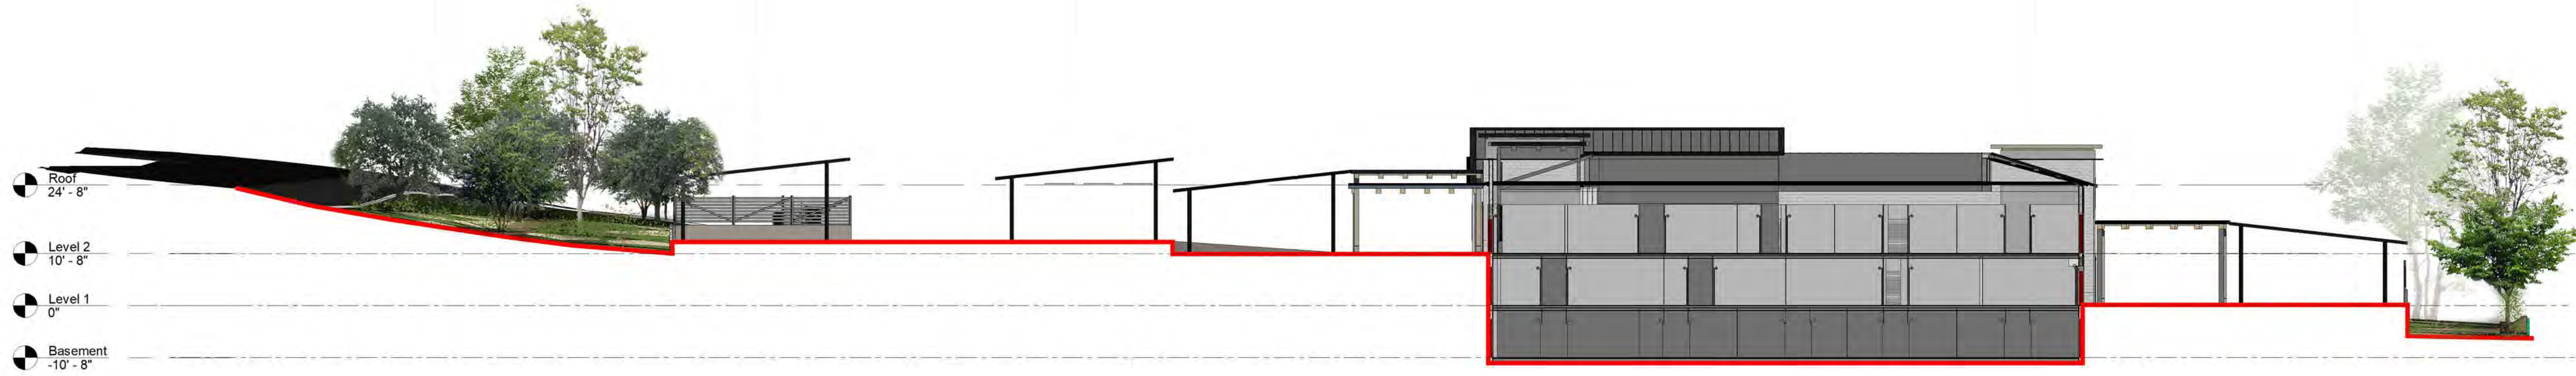 Roof
24' - 8"
Level 2
10' - 8"
Level 1
0"
Basement
-10' - 8"